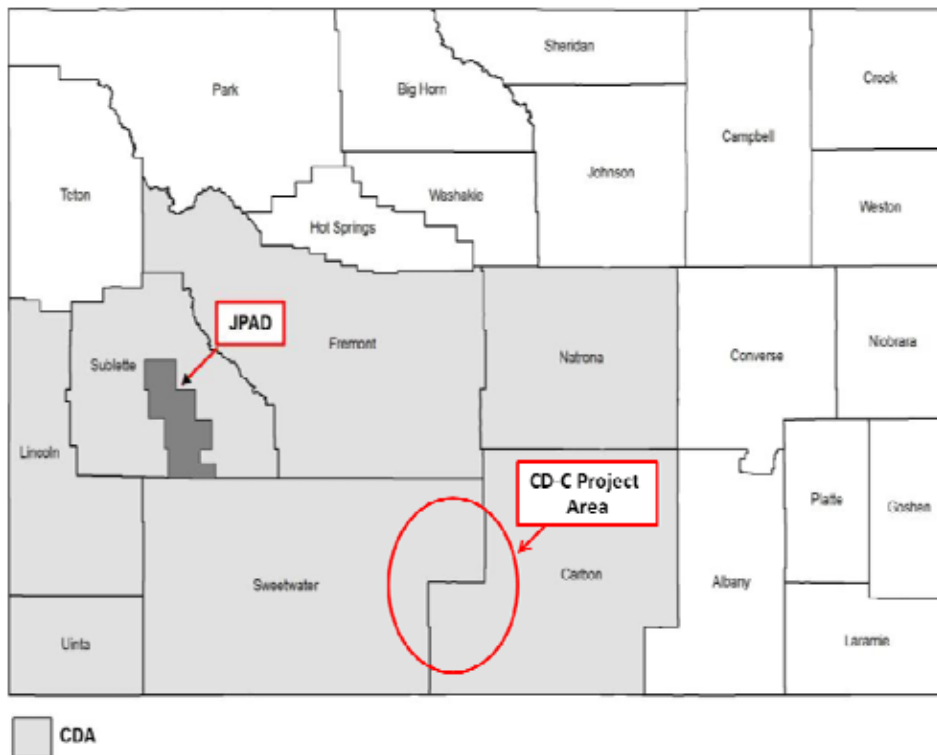 Sheridan
Crook
Park
Big Horn
Campbell
Johnson
Washakie
Teton
Weston
Hot Springs
JPAD
Fremont
Natrona
Converse
Niobrara
Sublette
Lincoln
CD-C Project
Area
Platte
Goshen
Sweetwater
Carbon
Albany
Uinta
Laramie
CDA